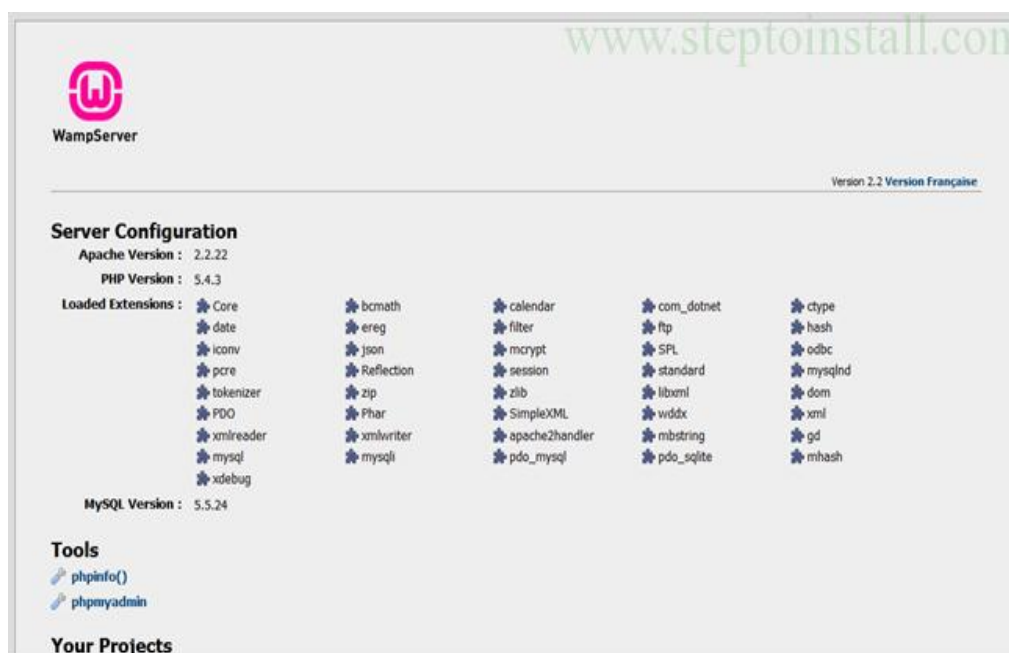 www.steptoinstall.com
WampServer
Version 2.2 Version Française
Server Configuration
Apache Version : 2.2.22
PHP Version : 5.4.3
Loaded Extensions : Core bcmath calendar com_dotnet ctype
date ereg filter ftp hash
iconv json mcrypt SPL odbc
pcre Reflection session standard mysqlnd
tokenizer zip zlib libxml dom
PDO Phar SimpleXML wddx xml
xmlreader xmlwriter apache2handler mbstring gd
mysql mysqli pdo_mysql pdo_sqlite mhash
xdebug
MySQL Version : 5.5.24
Tools
phpinfo()
phpmyadmin
Your Projects